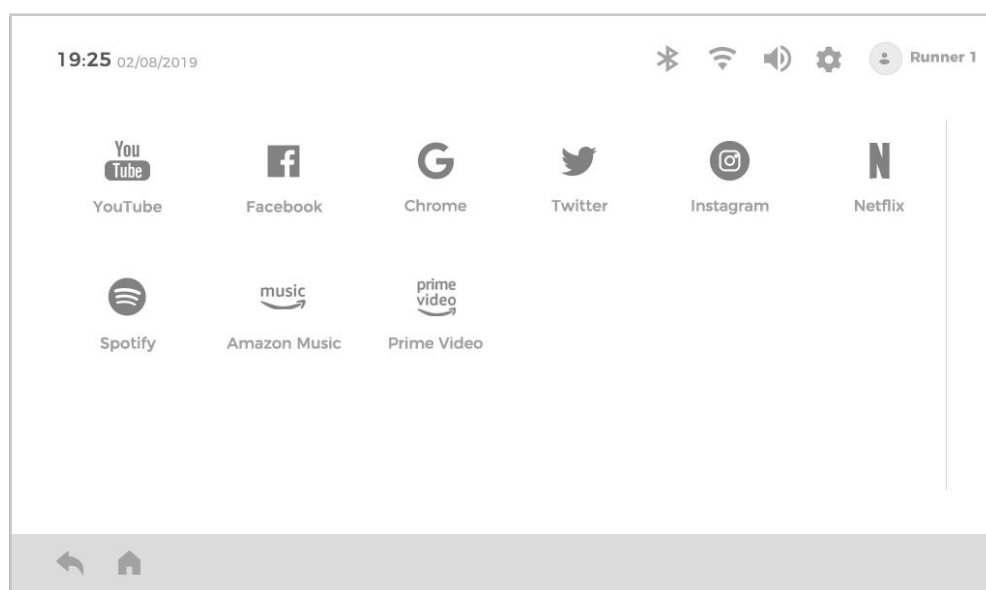 19:25 02/08/2019
Runner 1
You
Tube
YouTube
Facebook
G
Chrome
Twitter
Instagram
N
Netflix
Spotify
music
Amazon Music
prime
video
Prime Video